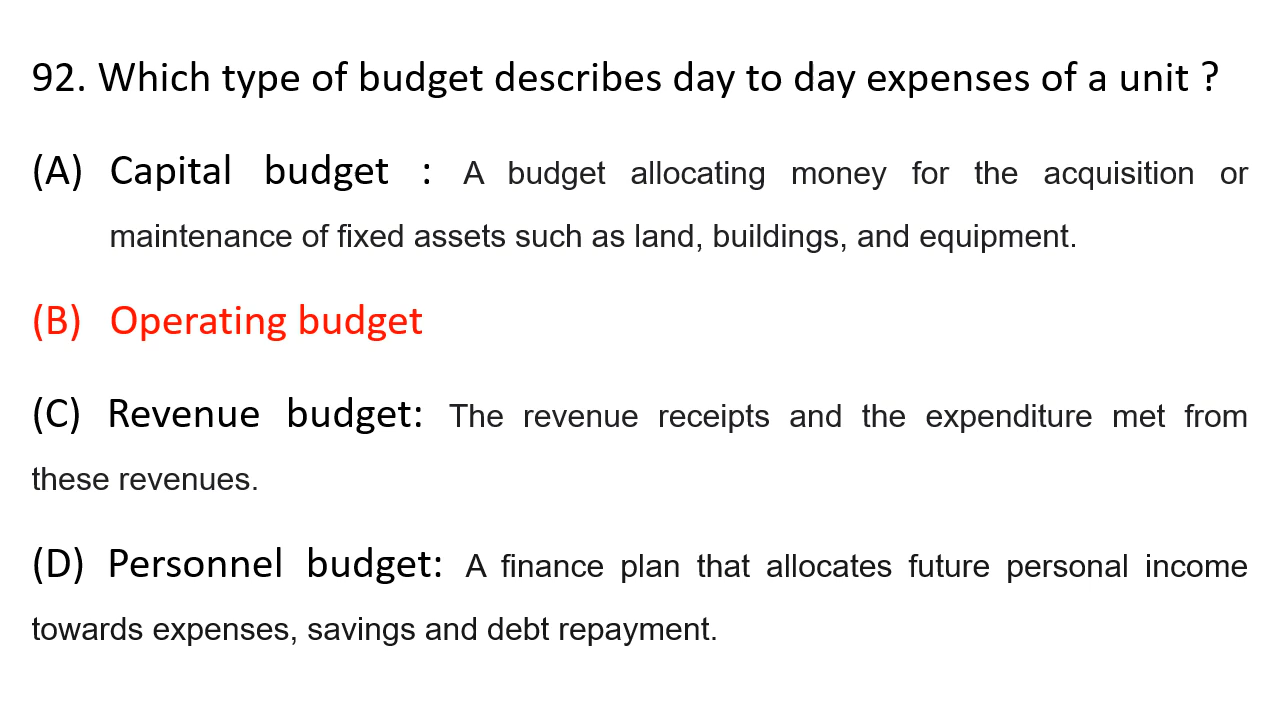 92. Which type of budget describes day to day expenses of a unit ?
(A) Capital budget : A budget allocating money for the acquisition or
maintenance of fixed assets such as land, buildings, and equipment.
(B) Operating budget
(C) Revenue budget: The revenue receipts and the expenditure met from
these revenues.
(D) Personnel budget: A finance plan that allocates future personal income
towards expenses, savings and debt repayment.